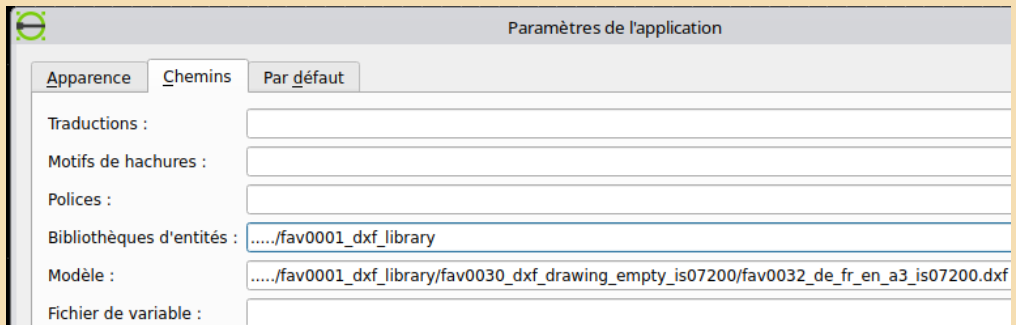 Paramètres de l'application
Apparence Chemins Par défaut
Traductions :
Motifs de hachures :
Polices :
Bibliothèques d'entités : ...../fav0001_dxf_library
Modèle : ...../fav0001_dxf_library/fav0030_dxf_drawing_empty_is07200/fav0032_de_fr_en_a3_is07200.dxf
Fichier de variable :